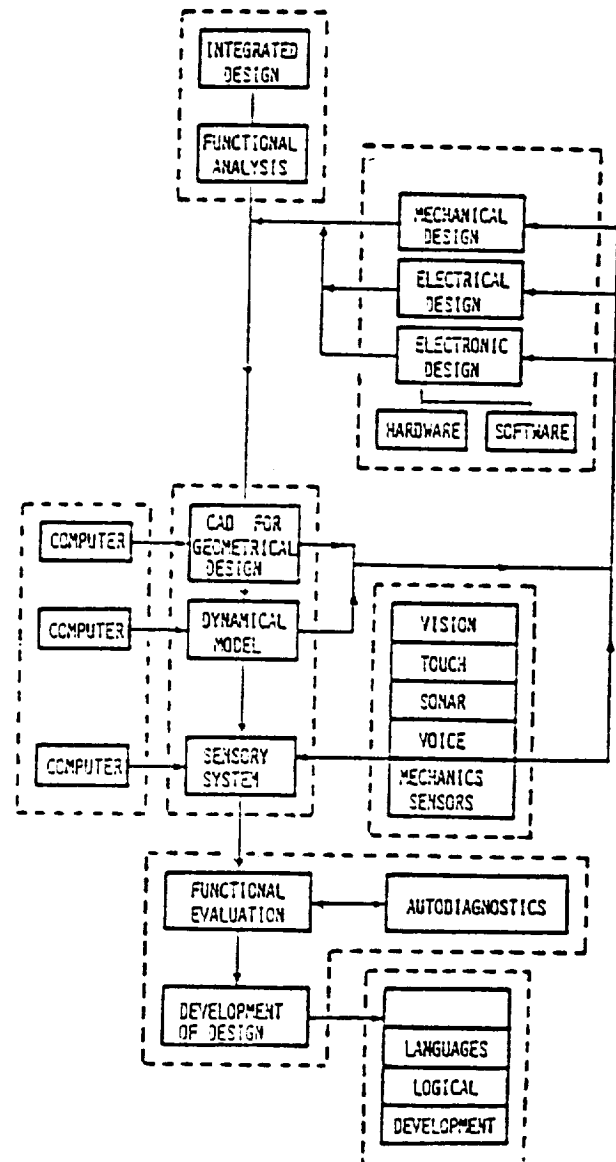 INTEGRATED
DESIGN
FUNCTIONAL
ANALYSIS
MECHANICAL
DESIGN
ELECTRICAL
DESIGN
ELECTRONIC
DESIGN
HARDWARE
SOFTWARE
COMPUTER
CAD FOR
GEOMETRICAL
DESIGN
COMPUTER
DYNAMICAL
MODEL
VISION
TOUCH
SONAR
VOICE
MECHANICS
SENSORS
COMPUTER
SENSORY
SYSTEM
FUNCTIONAL
EVALUATION
AUTODIAGNOSTICS
DEVELOPMENT
OF DESIGN
LANGUAGES
LOGICAL
DEVELOPMENT